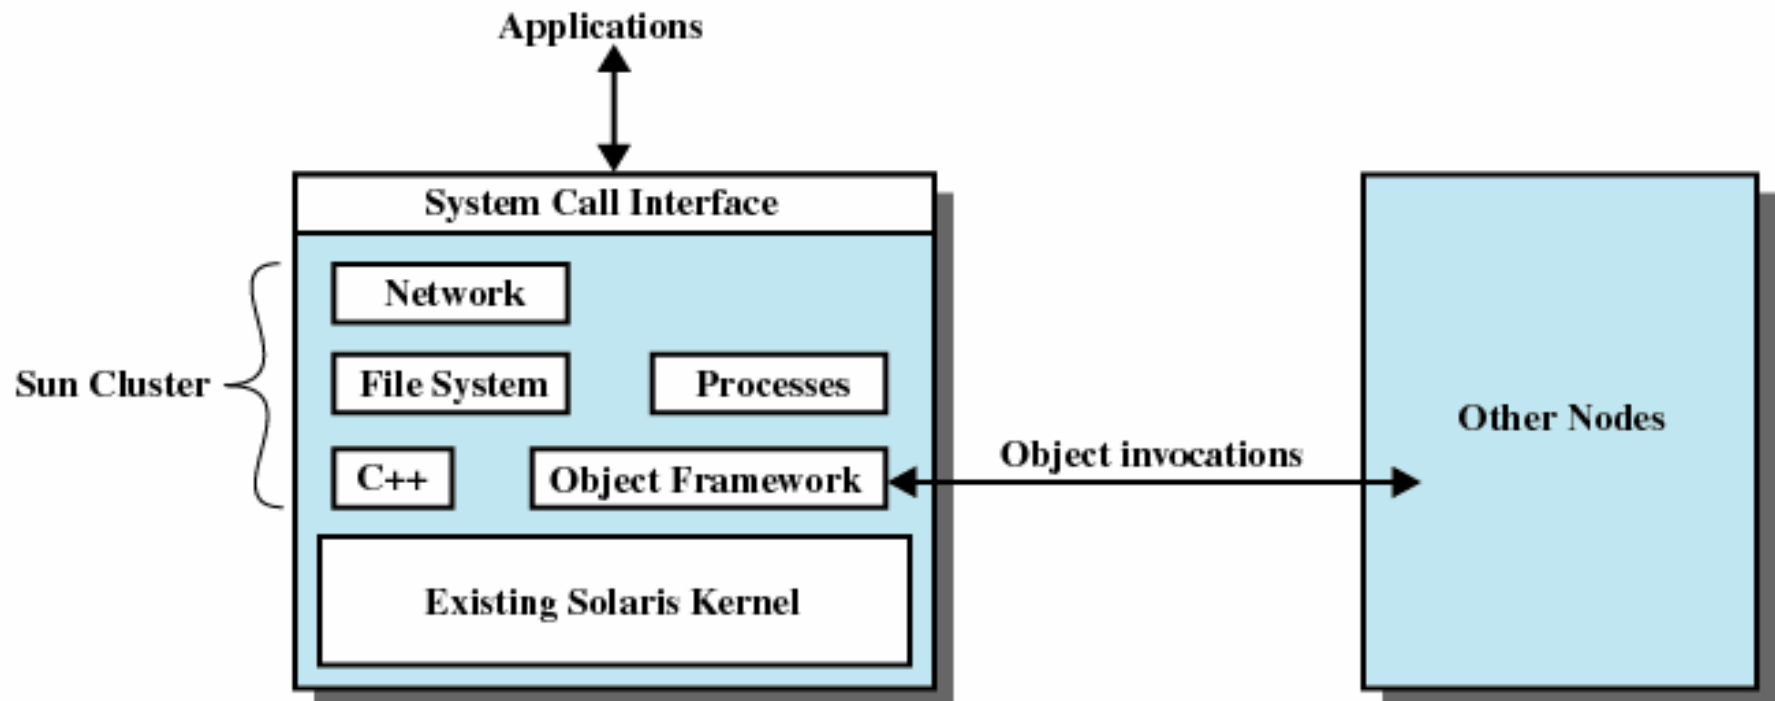 Applications
System Call Interface
Network
Sun Cluster
File System
Processes
Other Nodes
C++
Object Framework
Object invocations
Existing Solaris Kernel